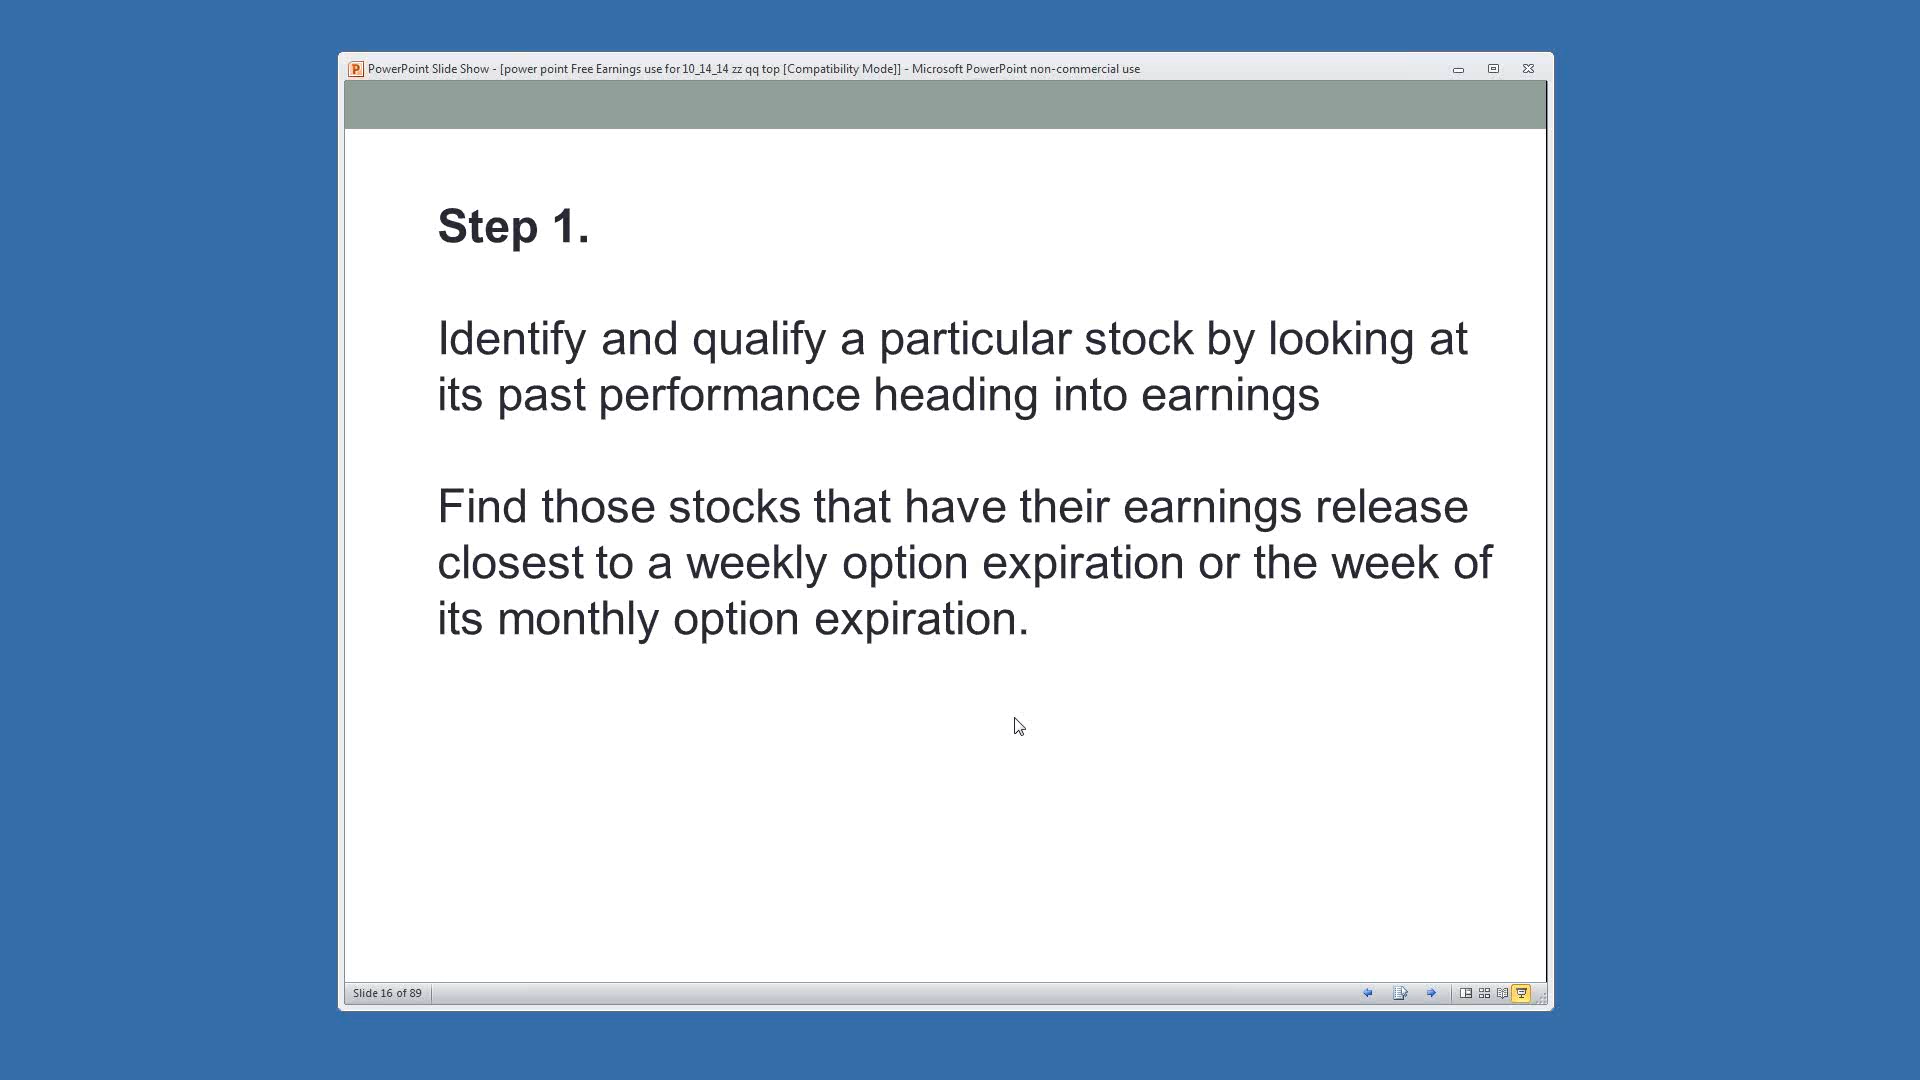 PowerPoint Slide Show - [power point Free Earnings use for 10_14_14 zz qq top [Compatibility Mode]] - Microsoft PowerPoint non-commercial use
Step 1.
Identify and qualify a particular stock by looking at
its past performance heading into earnings
Find those stocks that have their earnings release
closest to a weekly option expiration or the week of
its monthly option expiration.
Slide 16 of 89